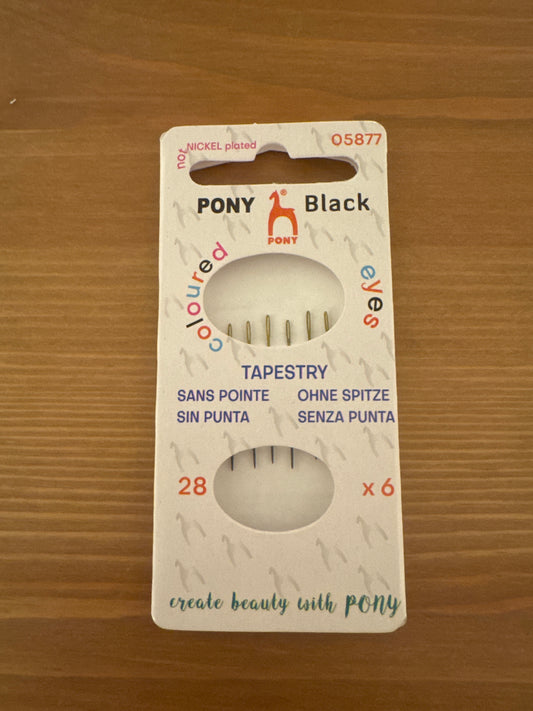 not NICKEL plated
05877
PONY Black
®
PONY
coloured eyes
TAPESTRY
SANS POINTE OHNE SPITZE
SIN PUNTA SENZA PUNTA
28 x 6
create beauty with PONY